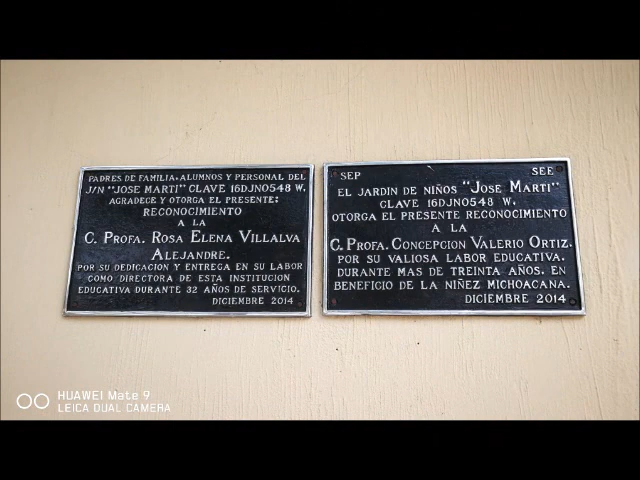 PADRES DE FAMILIA. ALUMNOS Y PERSONAL DEL
J/N "JOSE MARTI" CLAVE 16DJN0548 W.
AGRADECE Y OTORGA EL PRESENTE:
RECONOCIMIENTO
A LA
C. PROFA. ROSA ELENA VILLALVA
ALEJANDRE.
POR SU DEDICACION Y ENTREGA EN SU LABOR
COMO DIRECTORA DE ESTA INSTITUCION
EDUCATIVA DURANTE 32 AÑOS DE SERVICIO.
DICIEMBRE 2014
SEP SEE
EL JARDIN DE NIÑOS "JOSE MARTI"
CLAVE 16DJN0548 W.
OTORGA EL PRESENTE RECONOCIMIENTO
A LA
C. PROFA. CONCEPCION VALERIO ORTIZ.
POR SU VALIOSA LABOR EDUCATIVA.
DURANTE MAS DE TREINTA AÑOS. EN
BENEFICIO DE LA NIÑEZ MICHOACANA.
DICIEMBRE 2014
HUAWEI Mate 9
LEICA DUAL CAMERA